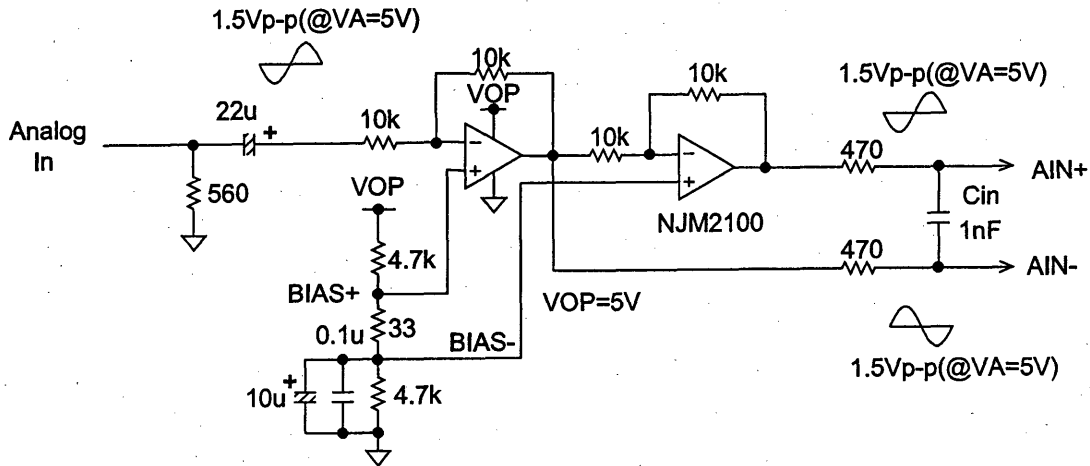 1.5Vp-p(@VA=5V)
10k
VOP
10k
1.5Vp-p(@VA=5V)
22u
+
10k
10k
470
Analog
In
AIN+
560
VOP
−
+
−
+
NJM2100
Cin
1nF
4.7k
470
AIN-
BIAS+
VOP=5V
0.1u
33
BIAS-
1.5Vp-p(@VA=5V)
+
10u
4.7k